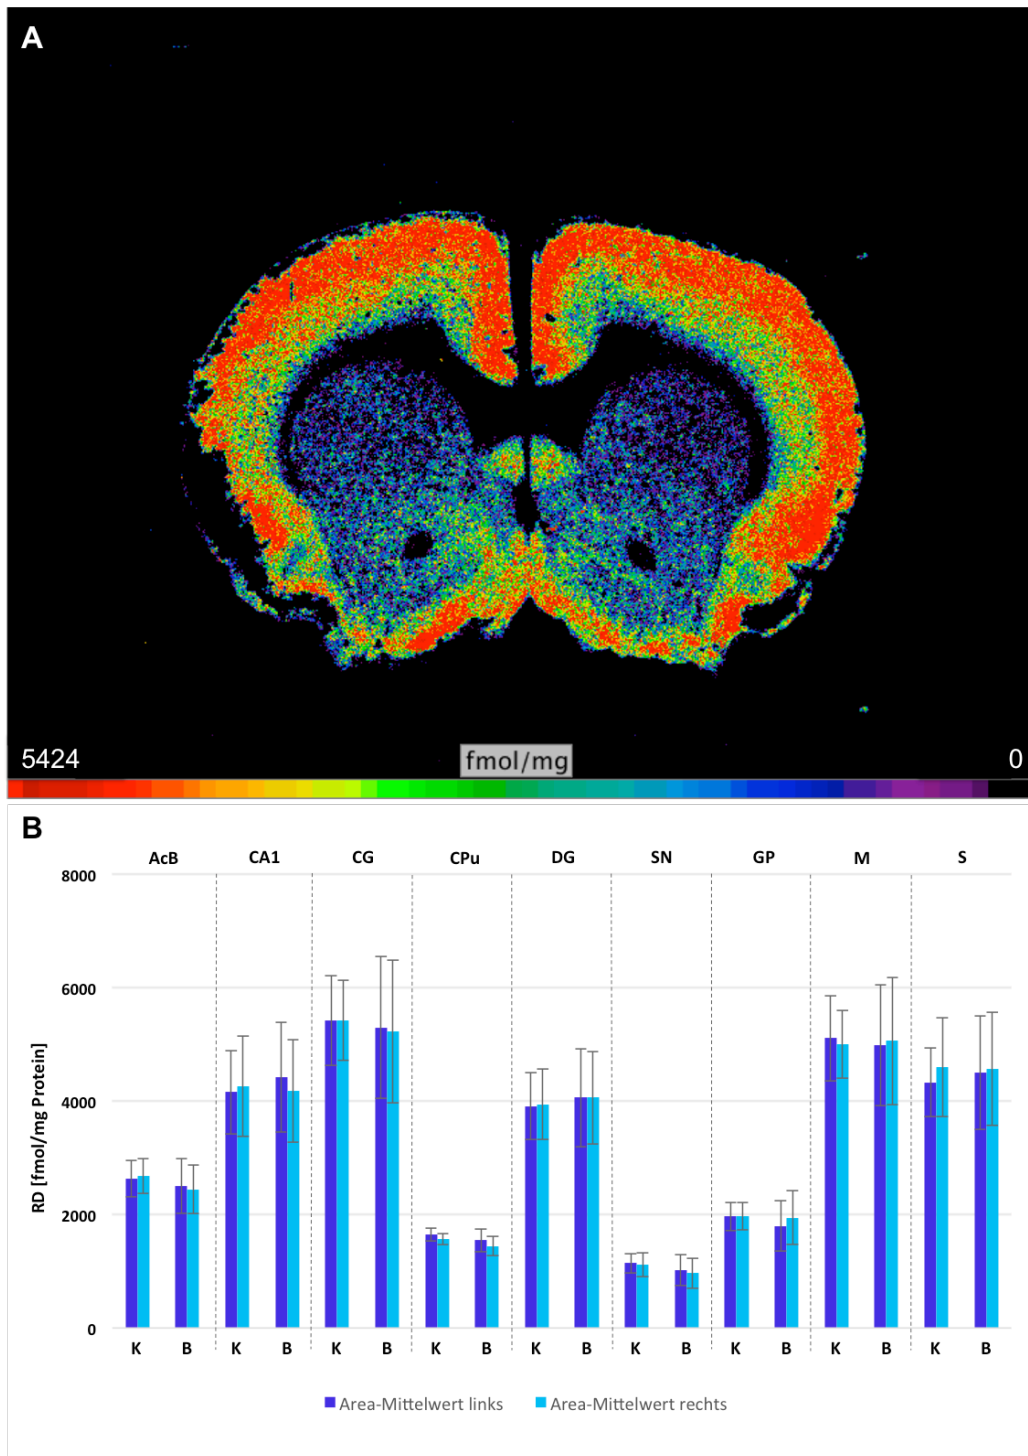 A
5424 fmol/mg 0
B
AcB CA1 CG CPu DG SN GP M S
8000
6000
4000
2000
0
RD [fmol/mg Protein]
K B K B K B K B K B K B K B K B K B
Area-Mittelwert links Area-Mittelwert rechts